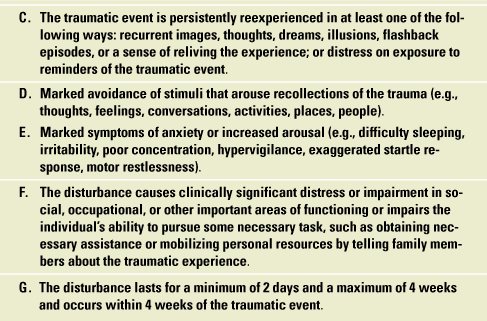 C. The traumatic event is persistently reexperienced in at least one of the fol-
lowing ways: recurrent images, thoughts, dreams, illusions, flashback
episodes, or a sense of reliving the experience; or distress on exposure to
reminders of the traumatic event.
D. Marked avoidance of stimuli that arouse recollections of the trauma (e.g.,
thoughts, feelings, conversations, activities, places, people).
E. Marked symptoms of anxiety or increased arousal (e.g., difficulty sleeping,
irritability, poor concentration, hypervigilance, exaggerated startle re-
sponse, motor restlessness).
F. The disturbance causes clinically significant distress or impairment in so-
cial, occupational, or other important areas of functioning or impairs the
individual's ability to pursue some necessary task, such as obtaining nec-
essary assistance or mobilizing personal resources by telling family mem-
bers about the traumatic experience.
G. The disturbance lasts for a minimum of 2 days and a maximum of 4 weeks
and occurs within 4 weeks of the traumatic event.